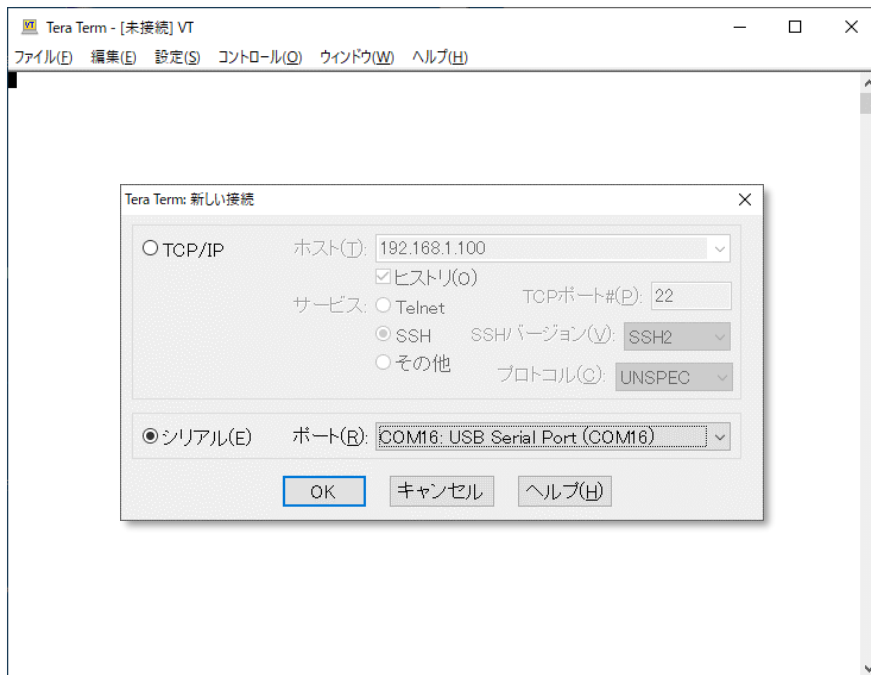 Tera Term - [未接続] VT
ファイル(F) 編集(E) 設定(S) コントロール(O) ウィンドウ(W) ヘルプ(H)
Tera Term: 新しい接続
TCP/IP ホスト(T): 192.168.1.100
ヒストリ(O)
サービス: Telnet TCPポート#(P): 22
SSH SSHバージョン(V): SSH2
その他 プロトコル(C): UNSPEC
シリアル(E) ポート(R): COM16: USB Serial Port (COM16)
OK キャンセル ヘルプ(H)